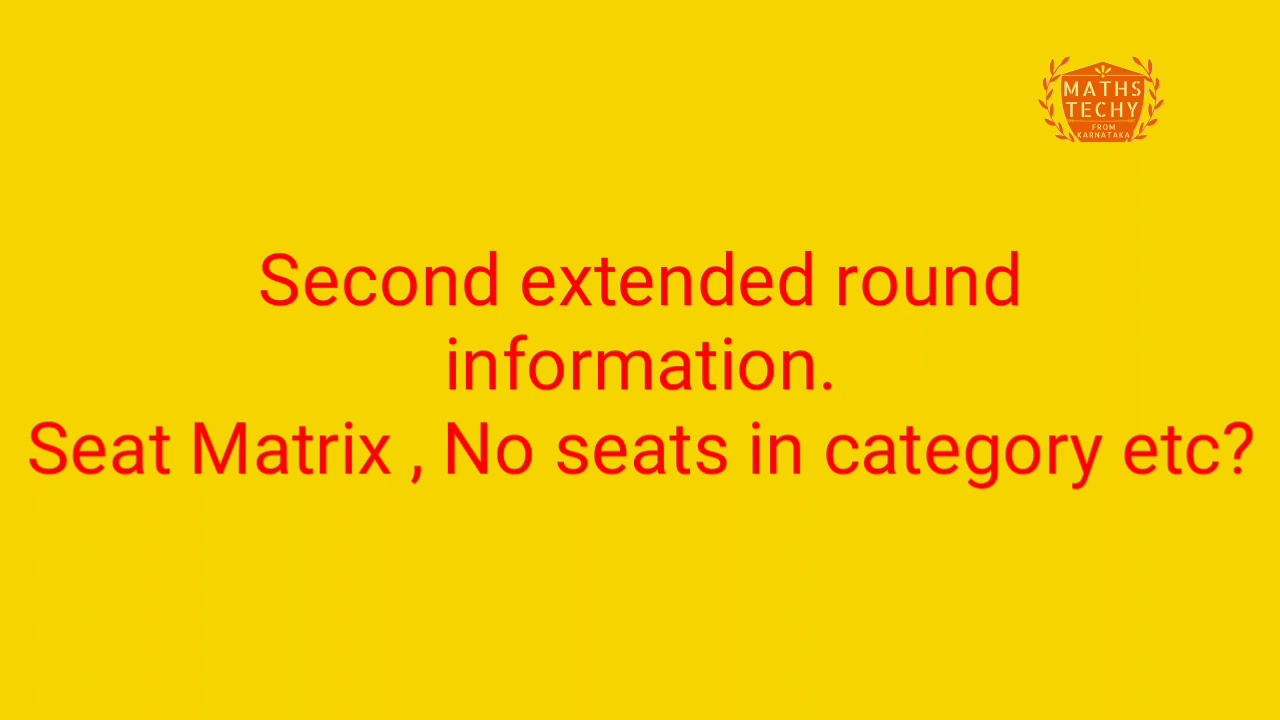 MATHS
TECHY
FROM
KARNATAKA
Second extended round
information.
Seat Matrix , No seats in category etc?